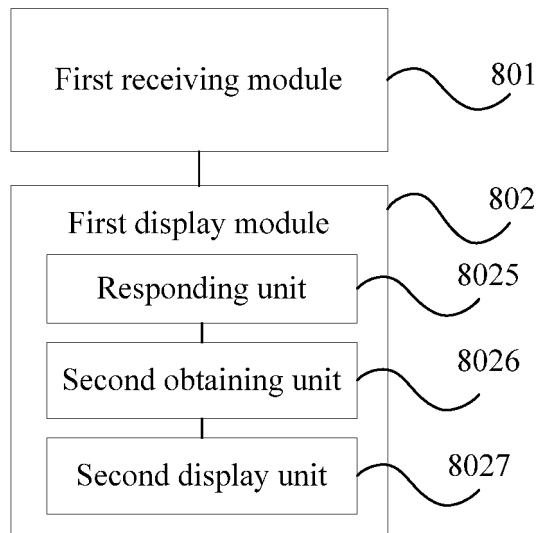 First receiving module
801
First display module
802
Responding unit
8025
Second obtaining unit
8026
Second display unit
8027